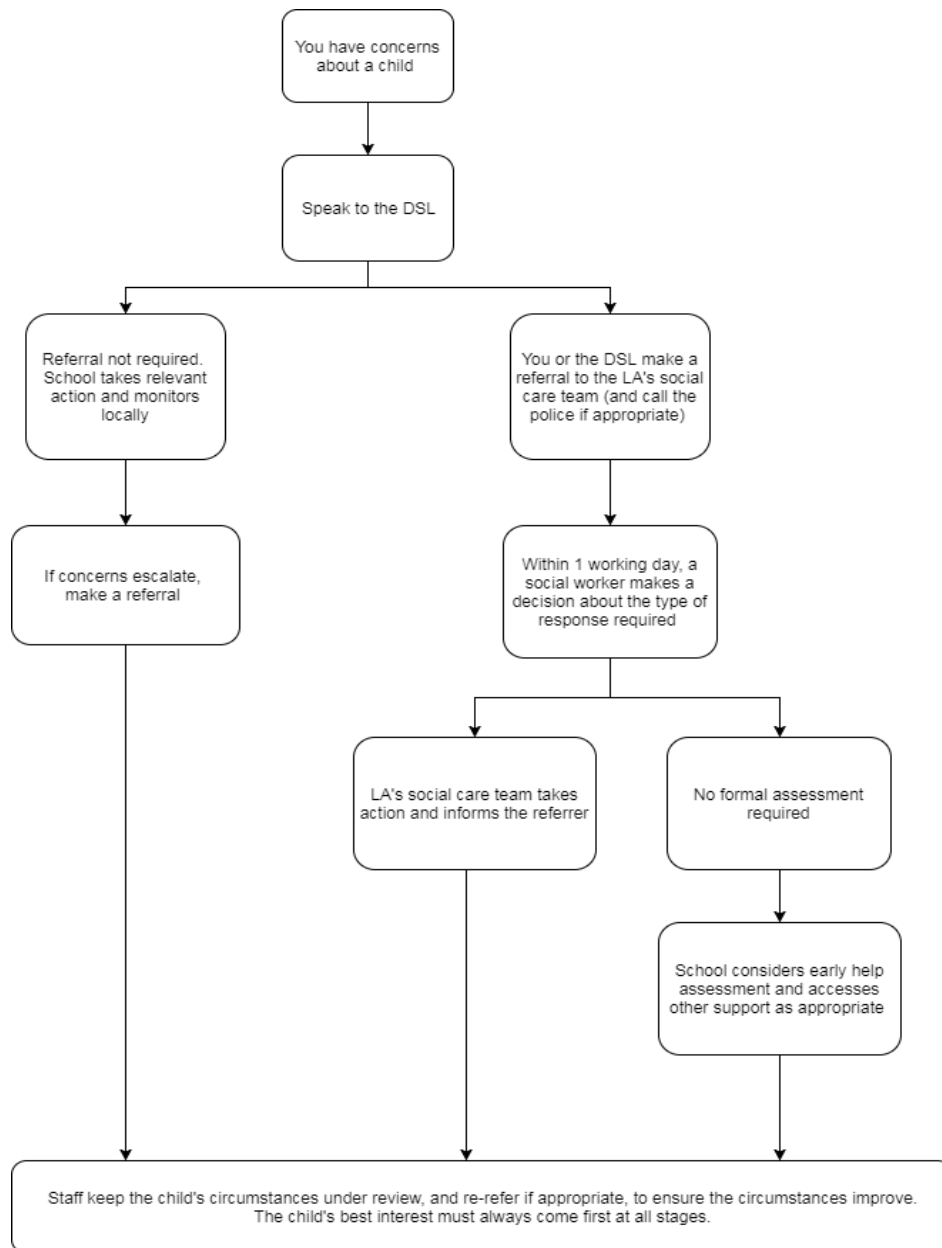 You have concerns
about a child
Speak to the DSL
Referral not required.
School takes relevant
action and monitors
locally
You or the DSL make a
referral to the LA's social
care team (and call the
police if appropriate)
If concerns escalate,
make a referral
Within 1 working day, a
social worker makes a
decision about the type of
response required
LA's social care team takes
action and informs the referrer
No formal assessment
required
School considers early help
assessment and accesses
other support as appropriate
Staff keep the child's circumstances under review, and re-refer if appropriate, to ensure the circumstances improve.
The child's best interest must always come first at all stages.